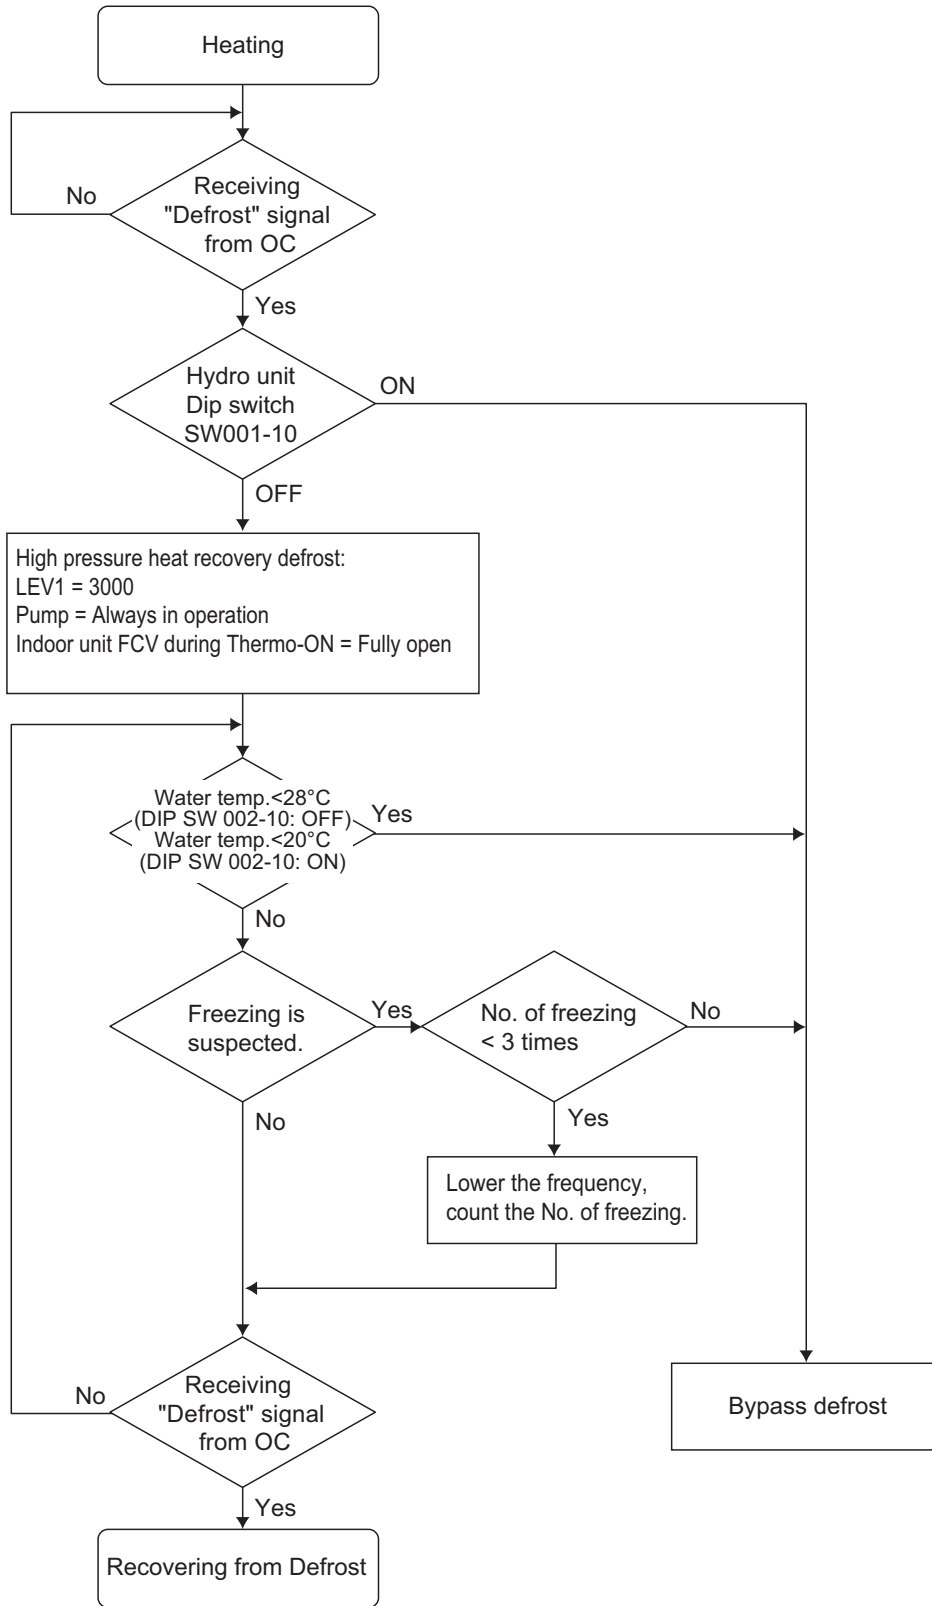 Heating
Receiving
"Defrost" signal
from OC
No
Yes
Hydro unit
Dip switch
SW001-10
ON
OFF
High pressure heat recovery defrost:
LEV1 = 3000
Pump = Always in operation
Indoor unit FCV during Thermo-ON = Fully open
Water temp.<28°C
(DIP SW 002-10: OFF)
Water temp.<20°C
(DIP SW 002-10: ON)
Yes
No
Freezing is
suspected.
Yes
No. of freezing
< 3 times
No
No
Yes
Lower the frequency,
count the No. of freezing.
Receiving
"Defrost" signal
from OC
No
Bypass defrost
Yes
Recovering from Defrost